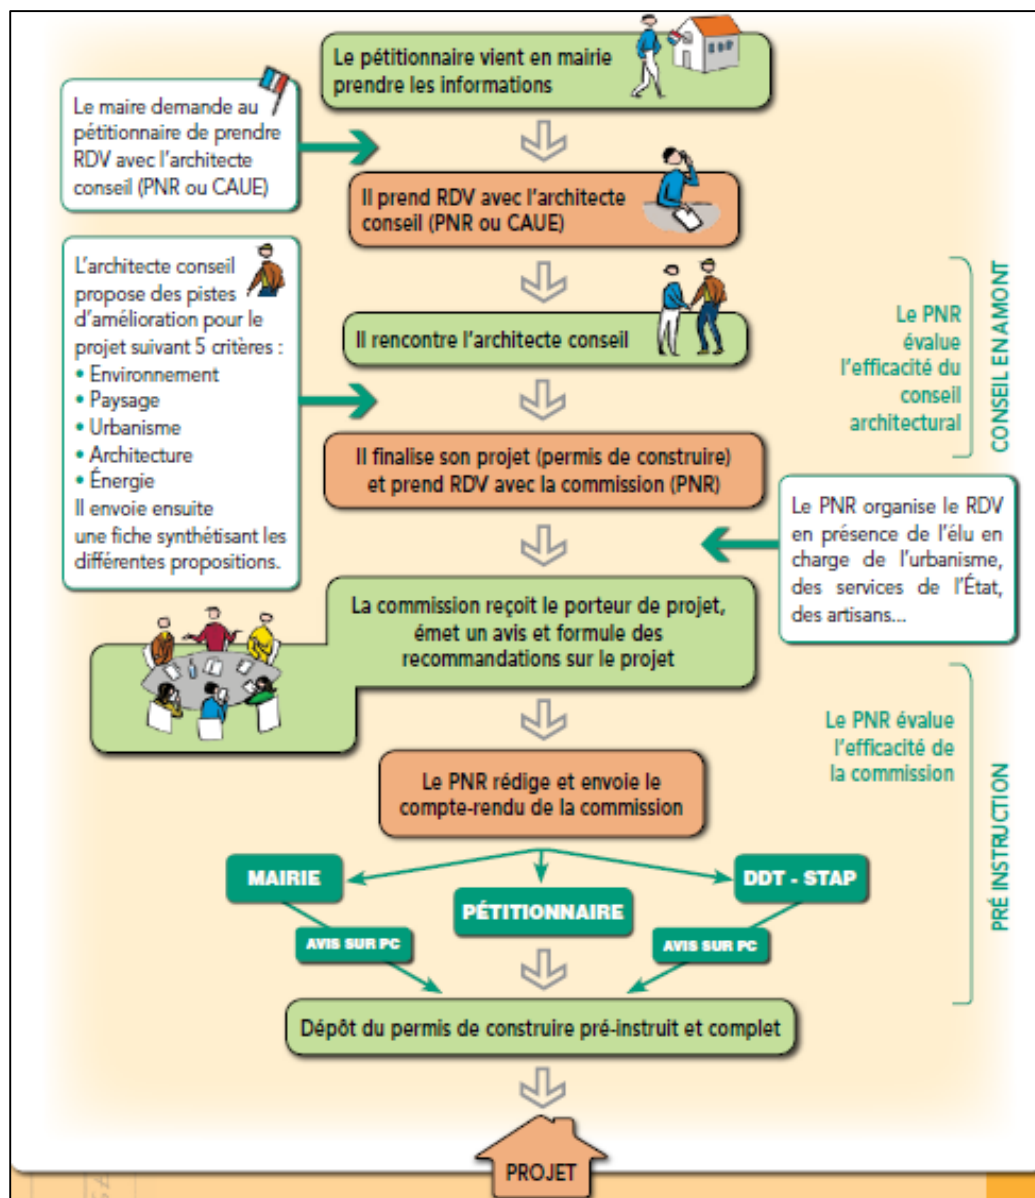 Le pétitionnaire vient en mairie
prendre les informations
Le maire demande au
pétitionnaire de prendre
RDV avec l'architecte
conseil (PNR ou CAUE)
Il prend RDV avec l'architecte
conseil (PNR ou CAUE)
L'architecte conseil
propose des pistes
d'amélioration pour le
projet suivant 5 critères :
• Environnement
• Paysage
• Urbanisme
• Architecture
• Énergie
Il envoie ensuite
une fiche synthétisant les
différentes propositions.
Il rencontre l'architecte conseil
Le PNR
évalue
l'efficacité du
conseil
architectural
CONSEIL EN AMONT
Il finalise son projet (permis de construire)
et prend RDV avec la commission (PNR)
Le PNR organise le RDV
en présence de l'élu en
charge de l'urbanisme,
des services de l'État,
des artisans...
La commission reçoit le porteur de projet,
émet un avis et formule des
recommandations sur le projet
Le PNR évalue
l'efficacité de
la commission
PRÉ INSTRUCTION
Le PNR rédige et envoie le
compte-rendu de la commission
MAIRIE
PÉTITIONNAIRE
DDT - STAP
AVIS SUR PC
AVIS SUR PC
Dépôt du permis de construire pré-instruit et complet
PROJET